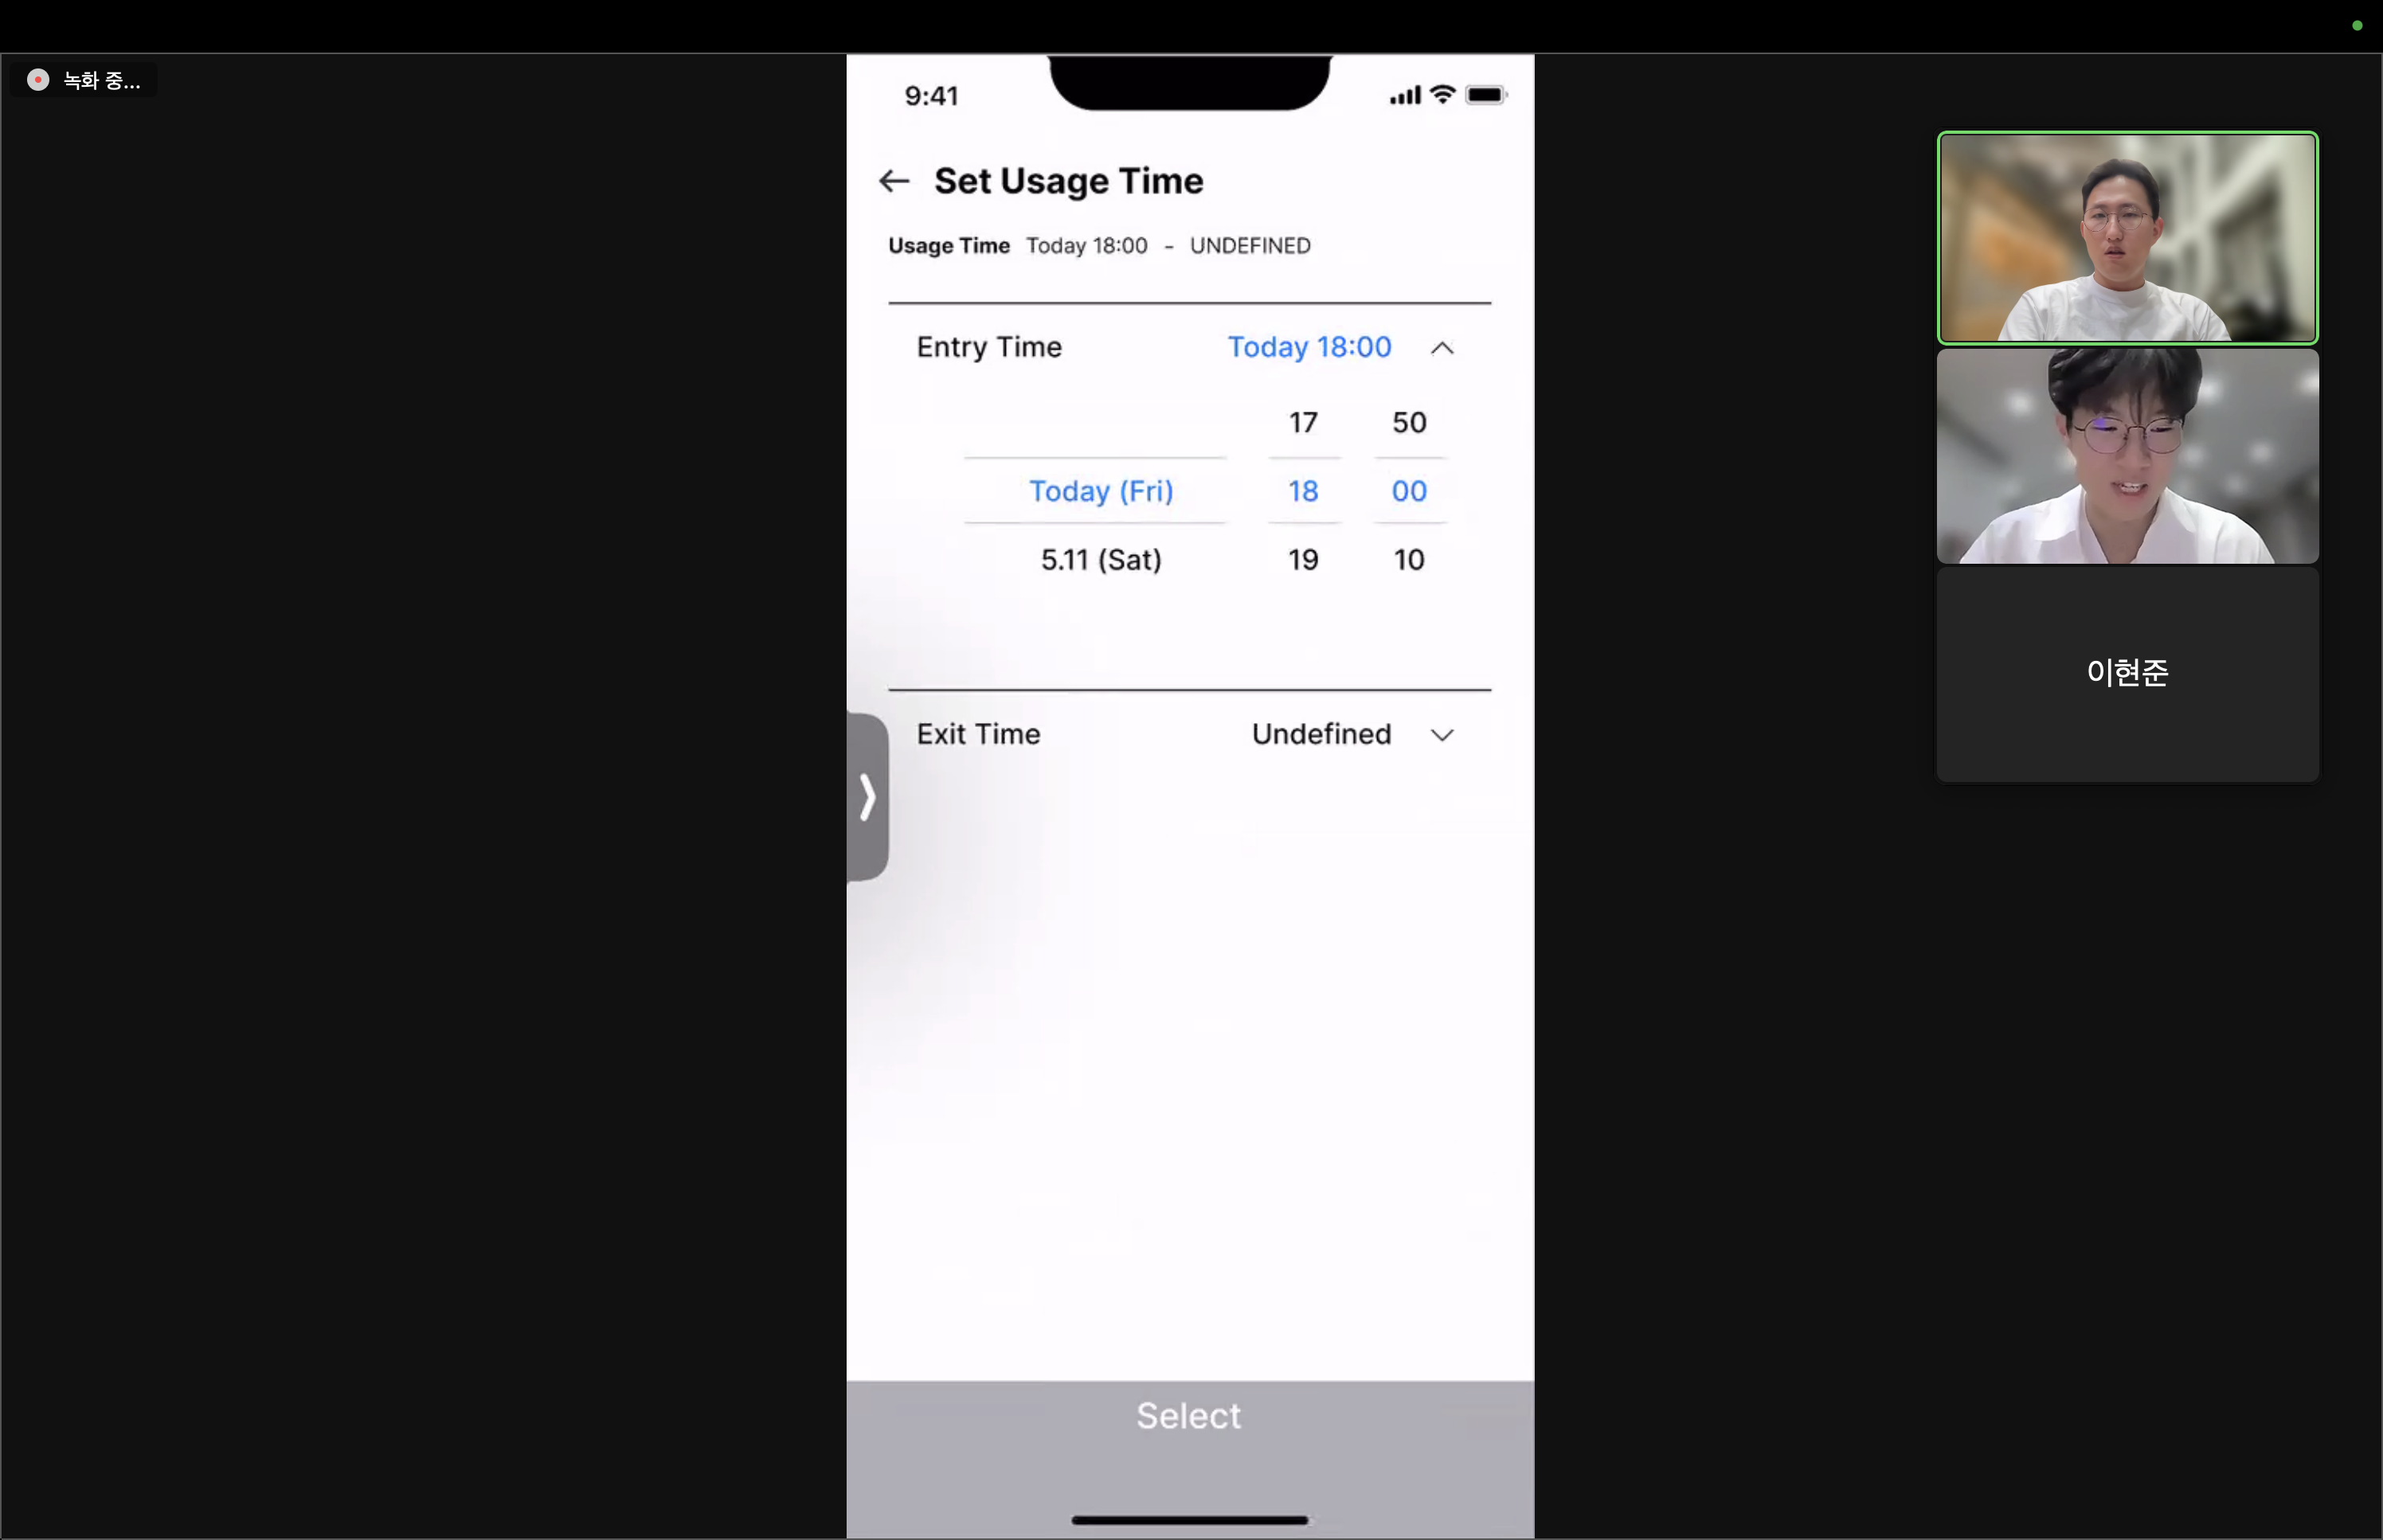 녹화 중...
9:41
Set Usage Time
Usage Time Today 18:00 - UNDEFINED
Entry Time Today 18:00
17 50
Today (Fri) 18 00
5.11 (Sat) 19 10
Exit Time Undefined
Select
이현준